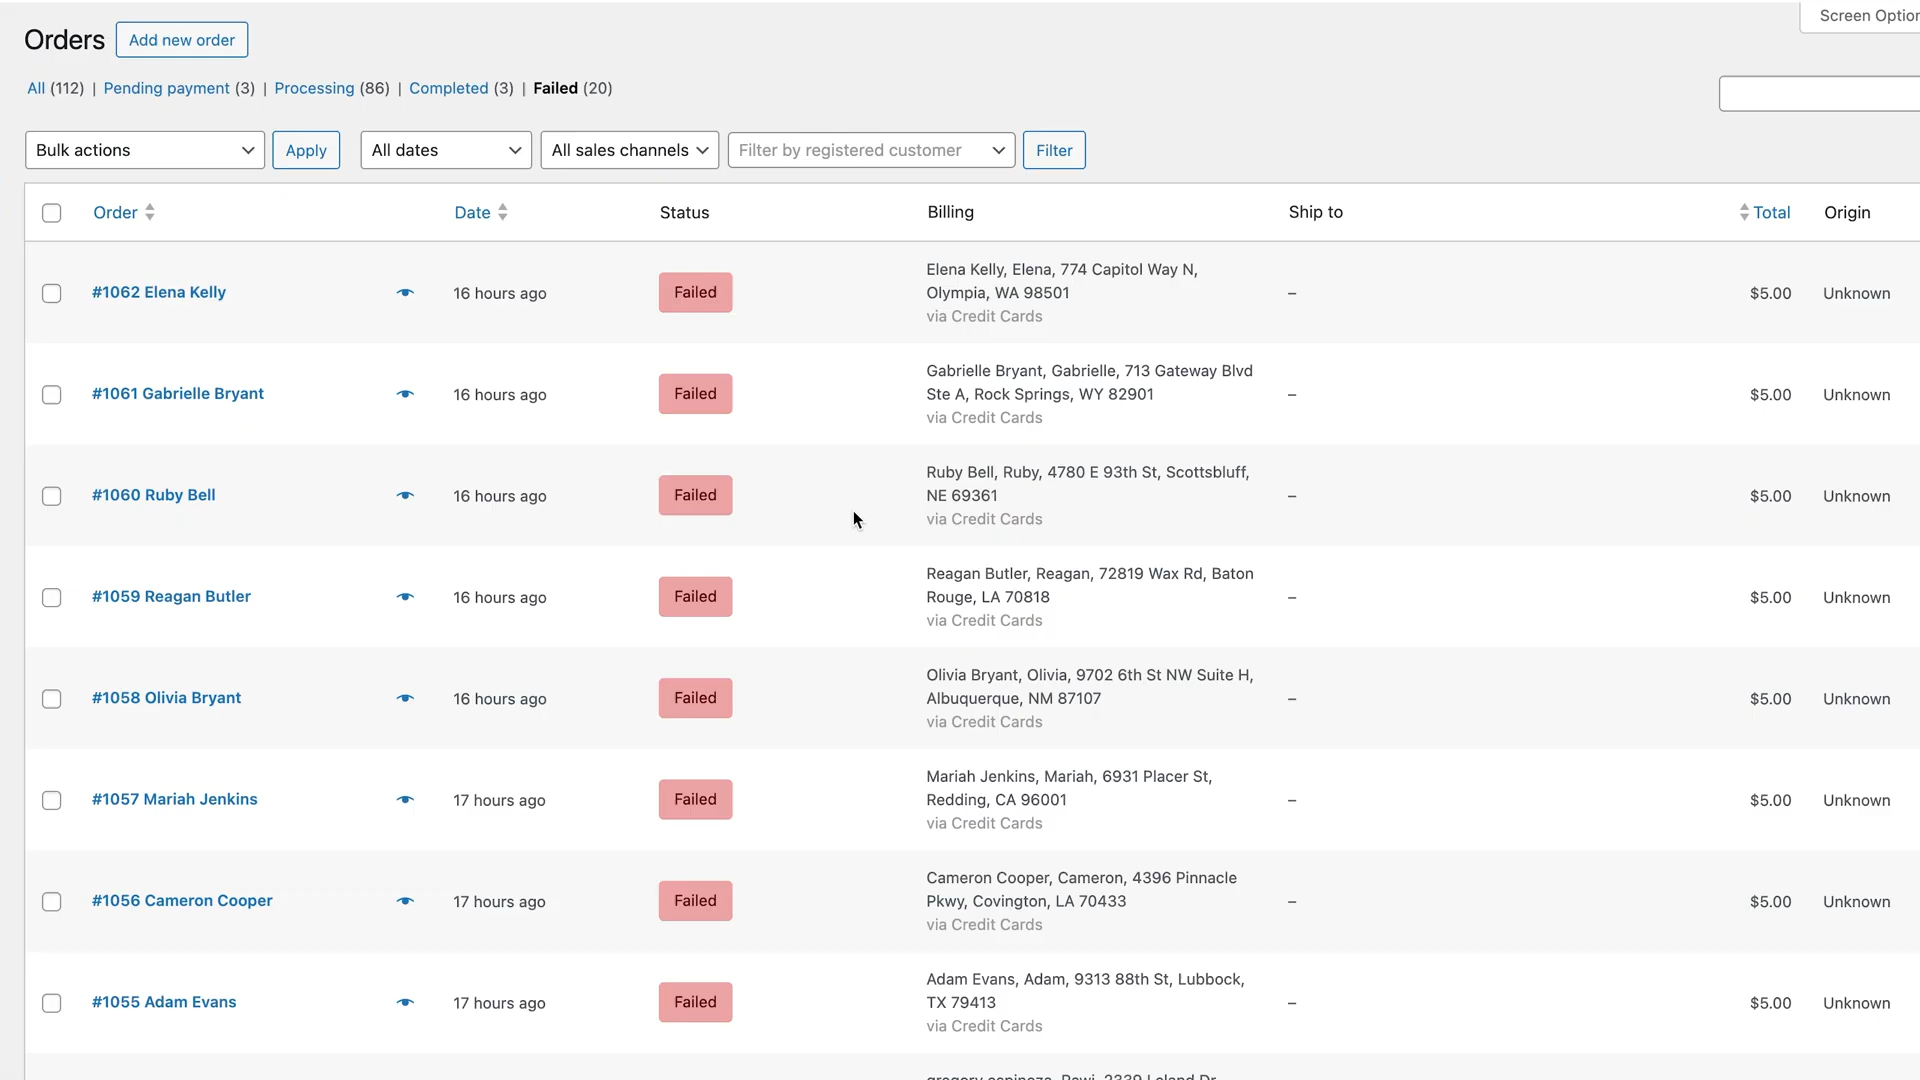 Screen Option
Orders
Add new order
All (112) | Pending payment (3) | Processing (86) | Completed (3) | Failed (20)
Bulk actions
Apply
All dates
All sales channels
Filter by registered customer
Filter
Order
Date
Status
Billing
Ship to
Total
Origin
#1062 Elena Kelly
16 hours ago
Failed
Elena Kelly, Elena, 774 Capitol Way N,
Olympia, WA 98501
via Credit Cards
–
$5.00
Unknown
#1061 Gabrielle Bryant
16 hours ago
Failed
Gabrielle Bryant, Gabrielle, 713 Gateway Blvd
Ste A, Rock Springs, WY 82901
via Credit Cards
–
$5.00
Unknown
#1060 Ruby Bell
16 hours ago
Failed
Ruby Bell, Ruby, 4780 E 93th St, Scottsbluff,
NE 69361
via Credit Cards
–
$5.00
Unknown
#1059 Reagan Butler
16 hours ago
Failed
Reagan Butler, Reagan, 72819 Wax Rd, Baton
Rouge, LA 70818
via Credit Cards
–
$5.00
Unknown
#1058 Olivia Bryant
16 hours ago
Failed
Olivia Bryant, Olivia, 9702 6th St NW Suite H,
Albuquerque, NM 87107
via Credit Cards
–
$5.00
Unknown
#1057 Mariah Jenkins
17 hours ago
Failed
Mariah Jenkins, Mariah, 6931 Placer St,
Redding, CA 96001
via Credit Cards
–
$5.00
Unknown
#1056 Cameron Cooper
17 hours ago
Failed
Cameron Cooper, Cameron, 4396 Pinnacle
Pkwy, Covington, LA 70433
via Credit Cards
–
$5.00
Unknown
#1055 Adam Evans
17 hours ago
Failed
Adam Evans, Adam, 9313 88th St, Lubbock,
TX 79413
via Credit Cards
–
$5.00
Unknown